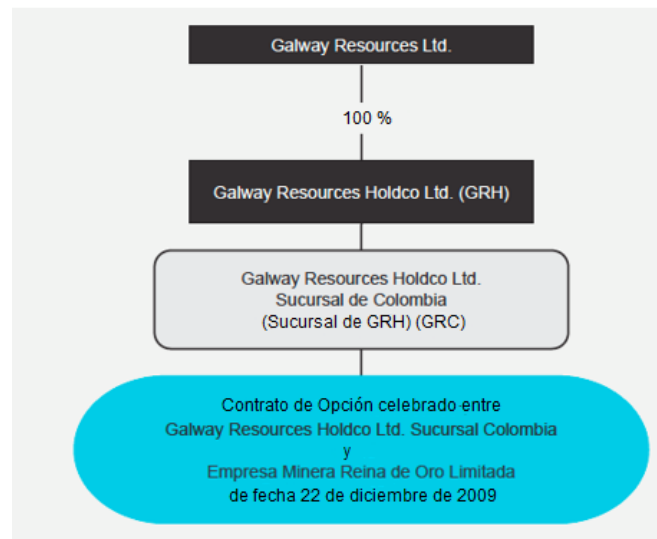 Galway Resources Ltd.
100 %
Galway Resources Holdco Ltd. (GRH)
Galway Resources Holdco Ltd.
Sucursal de Colombia
(Sucursal de GRH) (GRC)
Contrato de Opción celebrado entre
Galway Resources Holdco Ltd. Sucursal Colombia
y
Empresa Minera Reina de Oro Limitada
de fecha 22 de diciembre de 2009